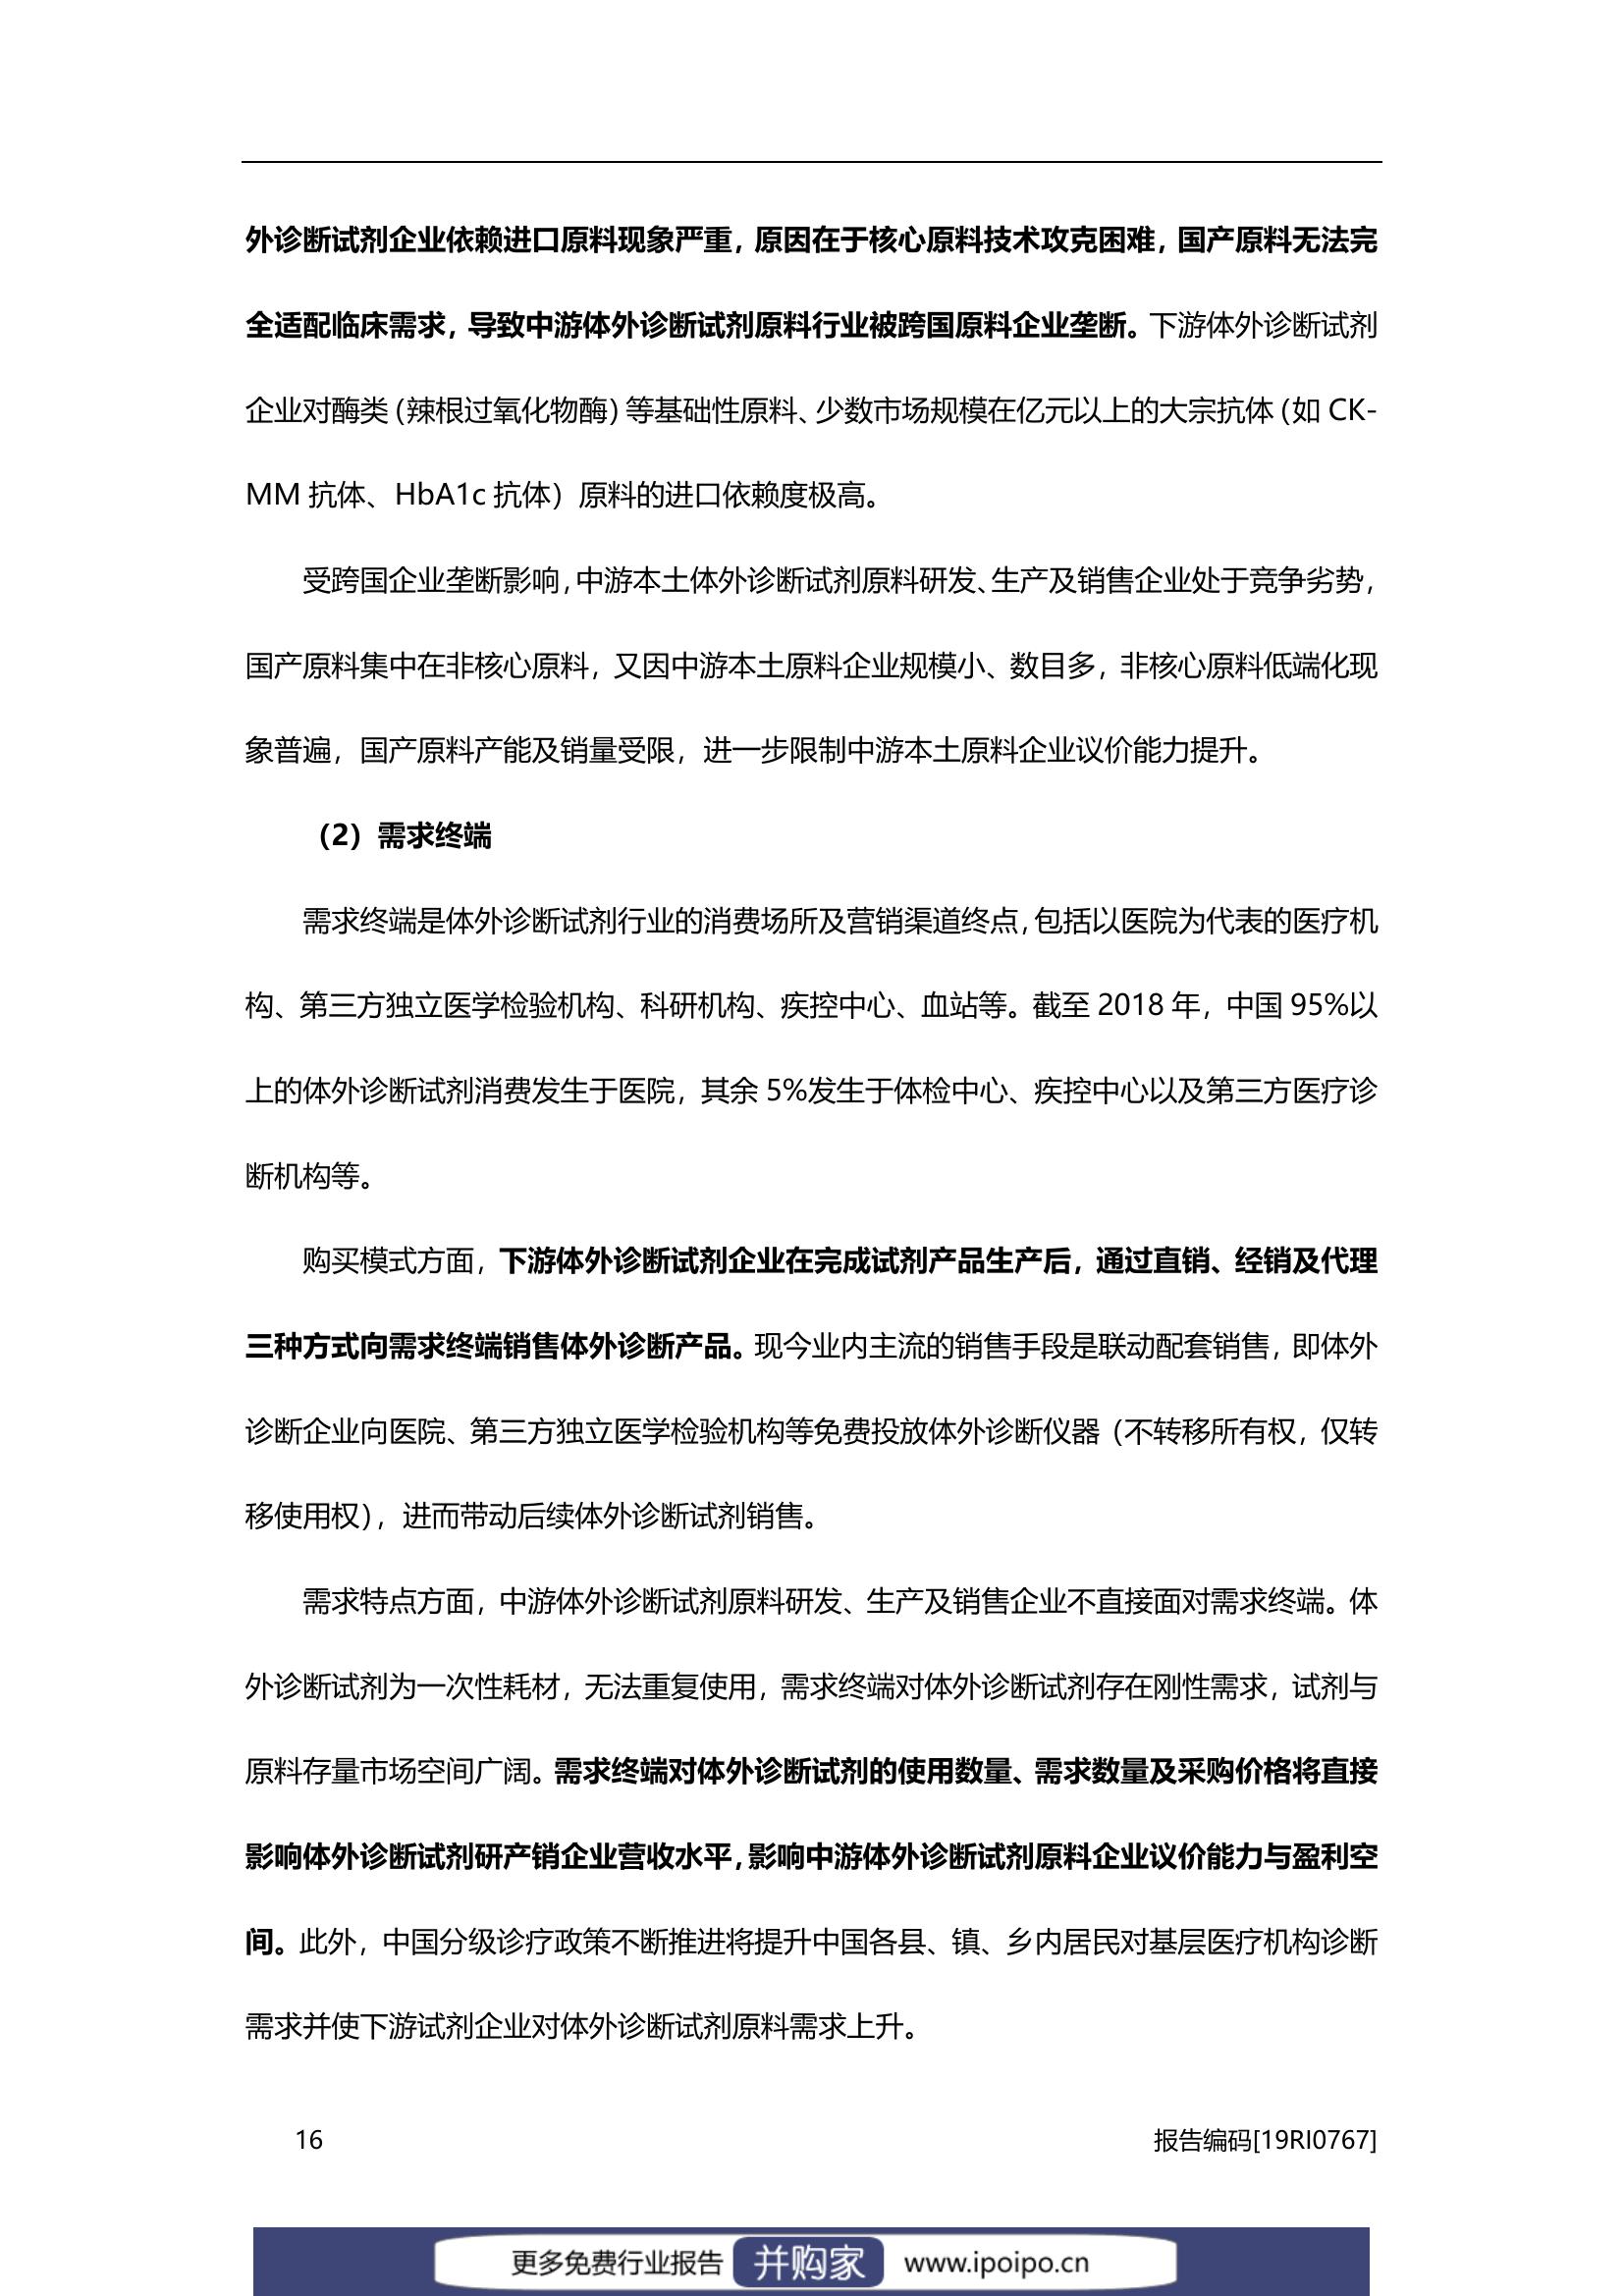 外诊断试剂企业依赖进口原料现象严重，原因在于核心原料技术攻克困难，国产原料无法完
全适配临床需求，导致中游体外诊断试剂原料行业被跨国原料企业垄断。下游体外诊断试剂
企业对酶类（辣根过氧化物酶）等基础性原料、少数市场规模在亿元以上的大宗抗体（如 CK-
MM 抗体、HbA1c 抗体）原料的进口依赖度极高。
受跨国企业垄断影响，中游本土体外诊断试剂原料研发、生产及销售企业处于竞争劣势，
国产原料集中在非核心原料，又因中游本土原料企业规模小、数目多，非核心原料低端化现
象普遍，国产原料产能及销量受限，进一步限制中游本土原料企业议价能力提升。
（2）需求终端
需求终端是体外诊断试剂行业的消费场所及营销渠道终点，包括以医院为代表的医疗机
构、第三方独立医学检验机构、科研机构、疾控中心、血站等。截至 2018 年，中国 95%以
上的体外诊断试剂消费发生于医院，其余 5%发生于体检中心、疾控中心以及第三方医疗诊
断机构等。
购买模式方面，下游体外诊断试剂企业在完成试剂产品生产后，通过直销、经销及代理
三种方式向需求终端销售体外诊断产品。现今业内主流的销售手段是联动配套销售，即体外
诊断企业向医院、第三方独立医学检验机构等免费投放体外诊断仪器（不转移所有权，仅转
移使用权），进而带动后续体外诊断试剂销售。
需求特点方面，中游体外诊断试剂原料研发、生产及销售企业不直接面对需求终端。体
外诊断试剂为一次性耗材，无法重复使用，需求终端对体外诊断试剂存在刚性需求，试剂与
原料存量市场空间广阔。需求终端对体外诊断试剂的使用数量、需求数量及采购价格将直接
影响体外诊断试剂研产销企业营收水平，影响中游体外诊断试剂原料企业议价能力与盈利空
间。此外，中国分级诊疗政策不断推进将提升中国各县、镇、乡内居民对基层医疗机构诊断
需求并使下游试剂企业对体外诊断试剂原料需求上升。
16 报告编码[19RI0767]
更多免费行业报告 并购家 www.ipoipo.cn